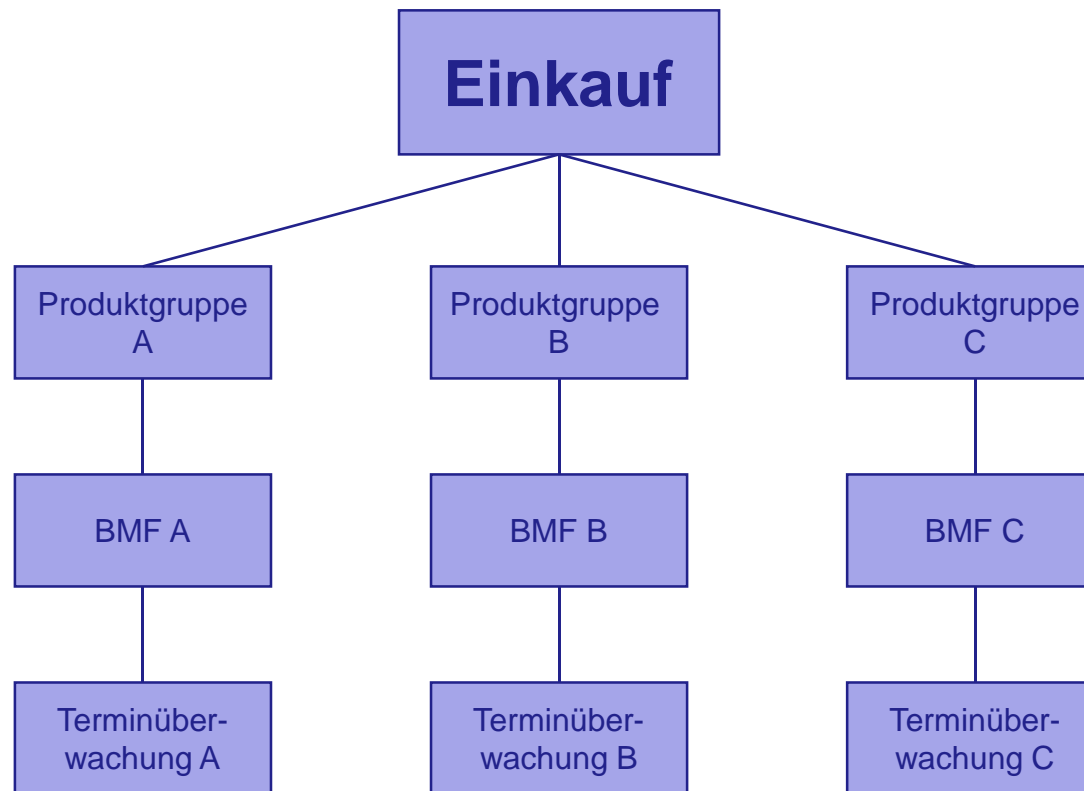 Einkauf
Produktgruppe
A
Produktgruppe
B
Produktgruppe
C
BMF A
BMF B
BMF C
Terminüber-
wachung A
Terminüber-
wachung B
Terminüber-
wachung C